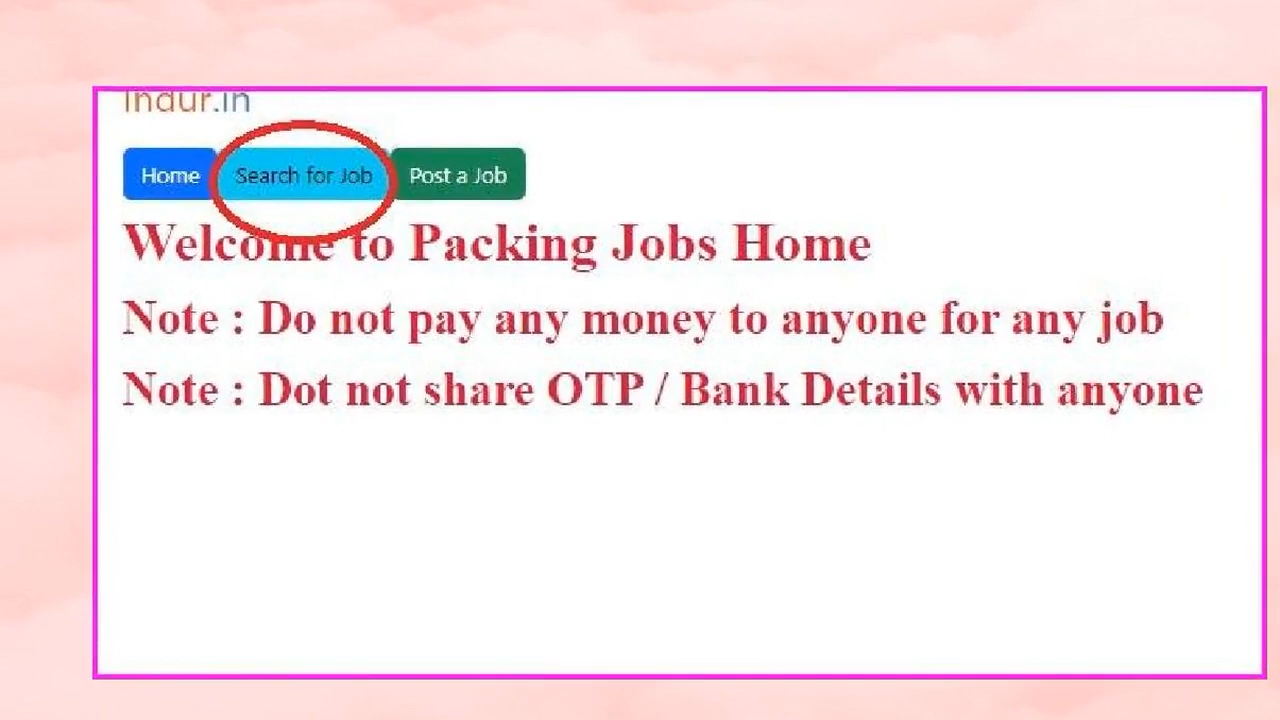 Indur.in
Home Search for Job Post a Job
Welcome to Packing Jobs Home
Note : Do not pay any money to anyone for any job
Note : Dot not share OTP / Bank Details with anyone